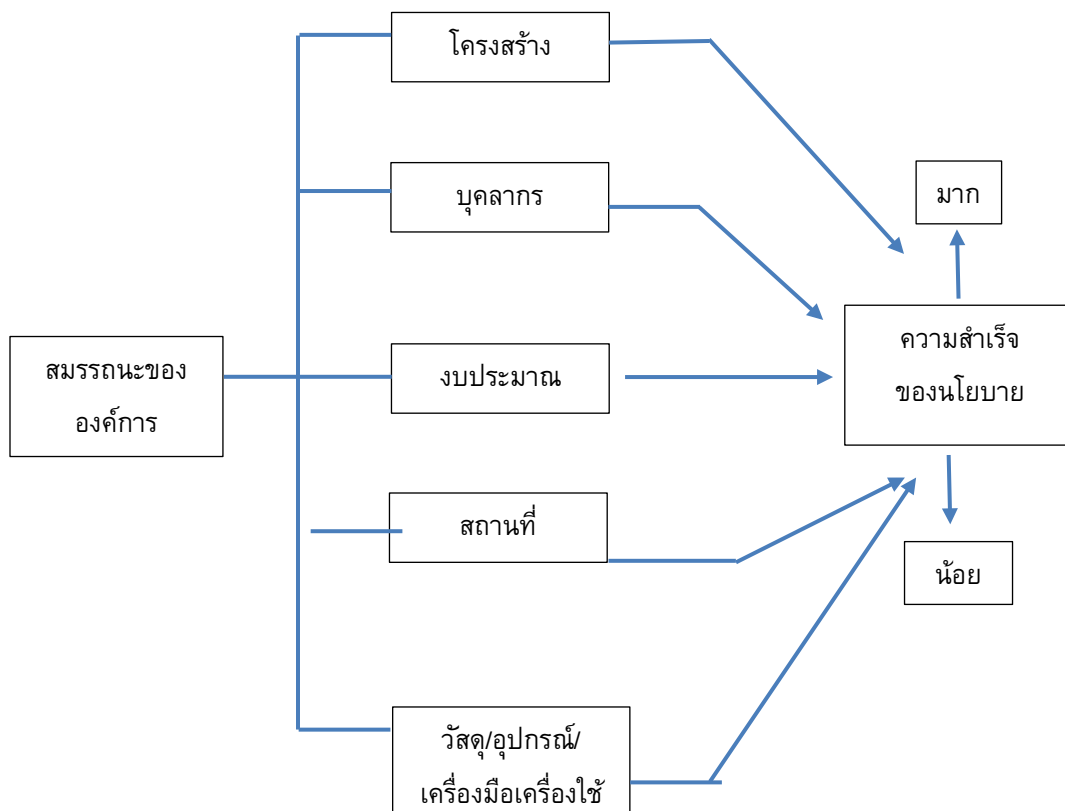 โครงสร้าง
บุคลากร
มาก
สมรรถนะของ
องค์การ
งบประมาณ
ความสำเร็จ
ของนโยบาย
สถานที่
น้อย
วัสดุ/อุปกรณ์/
เครื่องมือเครื่องใช้